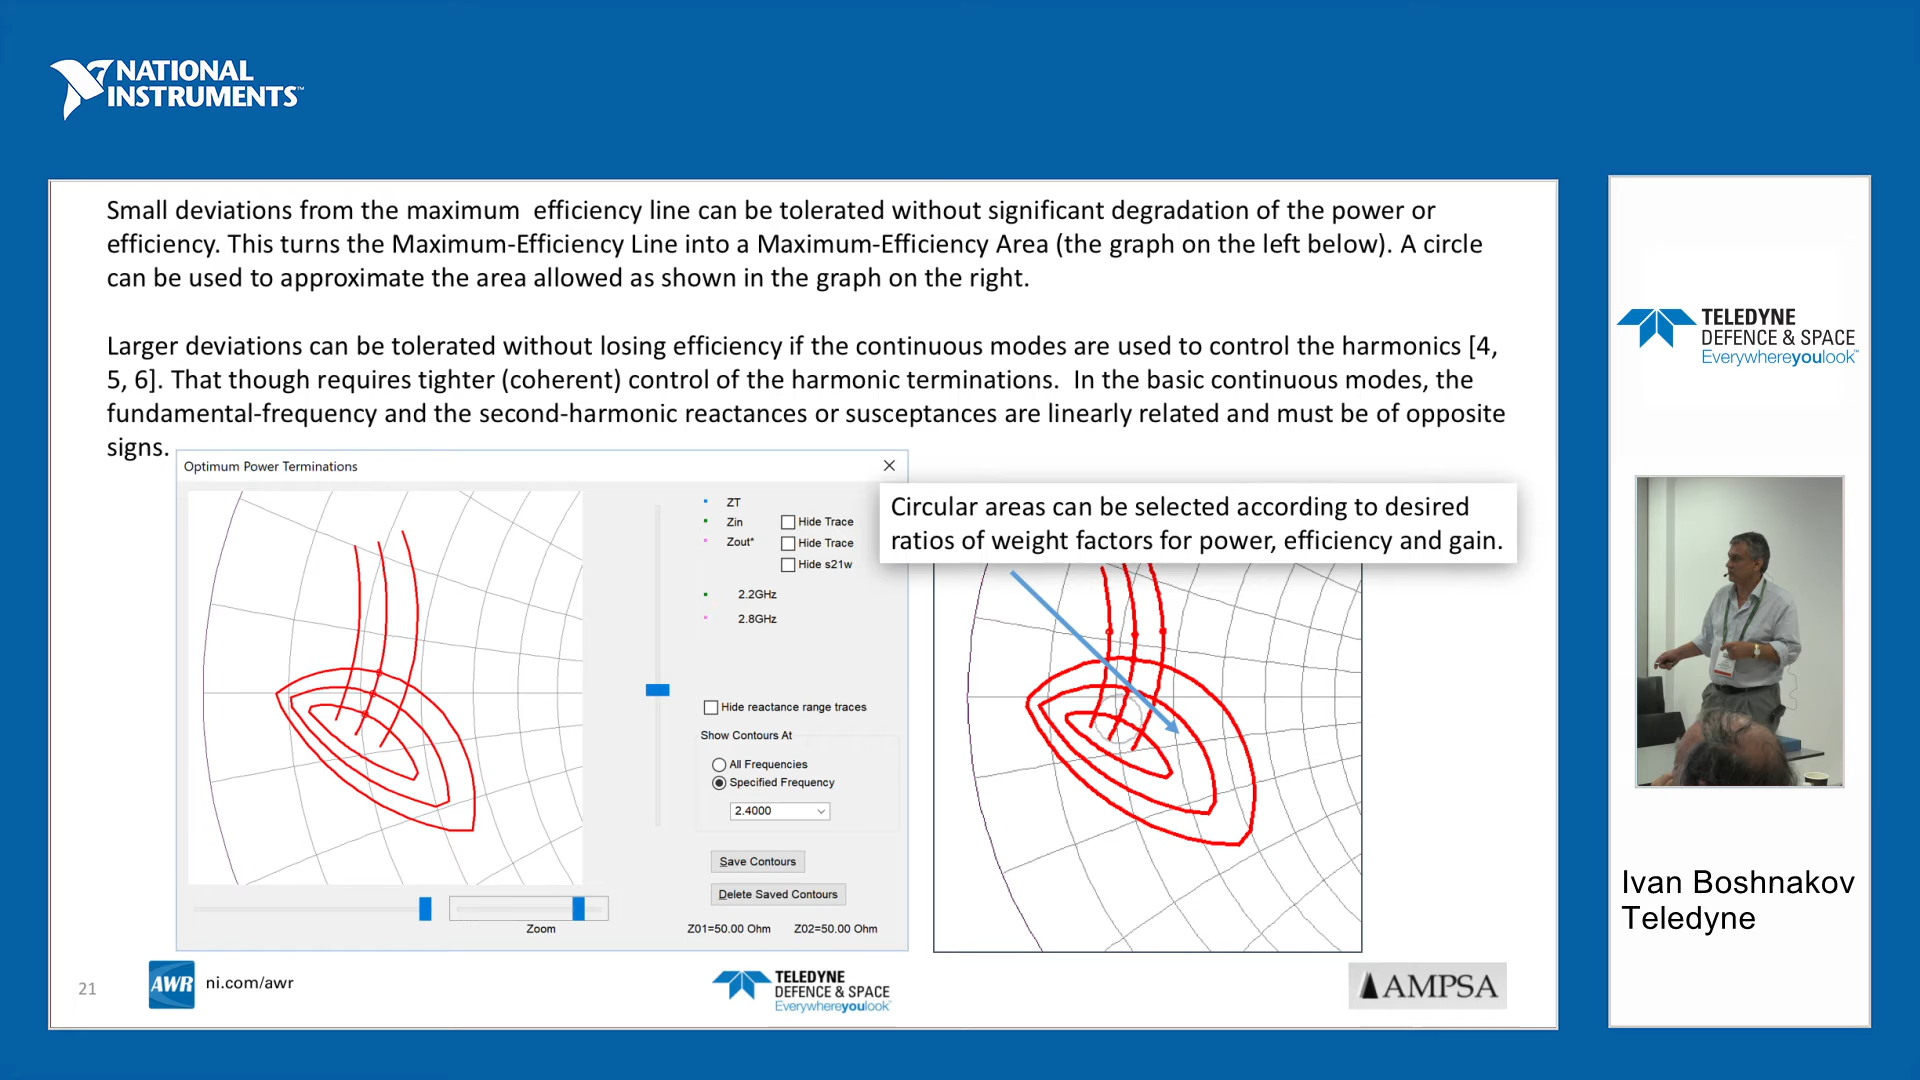 NATIONAL
INSTRUMENTS™
Small deviations from the maximum  efficiency line can be tolerated without significant degradation of the power or
efficiency. This turns the Maximum-Efficiency Line into a Maximum-Efficiency Area (the graph on the left below). A circle
can be used to approximate the area allowed as shown in the graph on the right.
Larger deviations can be tolerated without losing efficiency if the continuous modes are used to control the harmonics [4,
5, 6]. That though requires tighter (coherent) control of the harmonic terminations.  In the basic continuous modes, the
fundamental-frequency and the second-harmonic reactances or susceptances are linearly related and must be of opposite
signs.
Optimum Power Terminations
ZT
Zin
Hide Trace
Zout*
Hide Trace
Hide s21w
2.2GHz
2.8GHz
Hide reactance range traces
Show Contours At
All Frequencies
Specified Frequency
2.4000
Save Contours
Delete Saved Contours
Zoom
Z01=50.00 Ohm
Z02=50.00 Ohm
Circular areas can be selected according to desired
ratios of weight factors for power, efficiency and gain.
21
AWR
ni.com/awr
TELEDYNE
DEFENCE & SPACE
Everywhereyoulook™
AMPSA
TELEDYNE
DEFENCE & SPACE
Everywhereyoulook™
Ivan Boshnakov
Teledyne